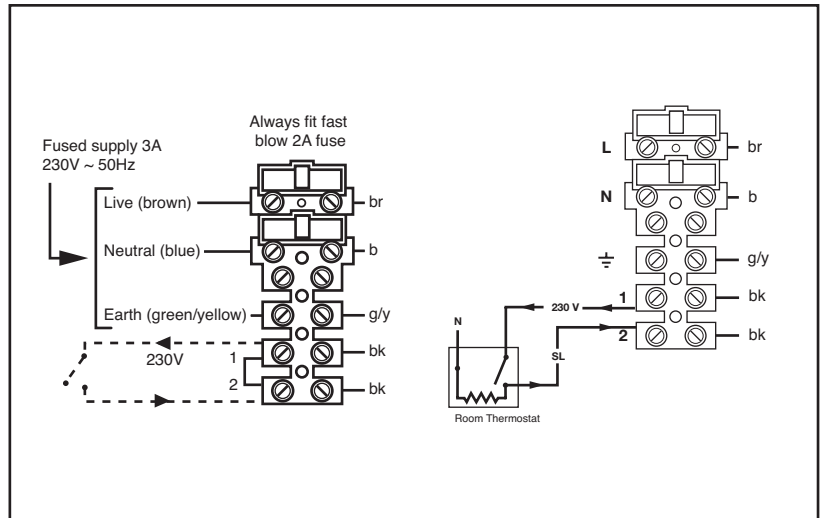 Always fit fast
blow 2A fuse
Fused supply 3A
230V ~ 50Hz
Live (brown)
br
Neutral (blue)
b
Earth (green/yellow)
g/y
230V
1
bk
2
bk
L
br
N
b
g/y
1
bk
230 V
2
bk
N
SL
Room Thermostat